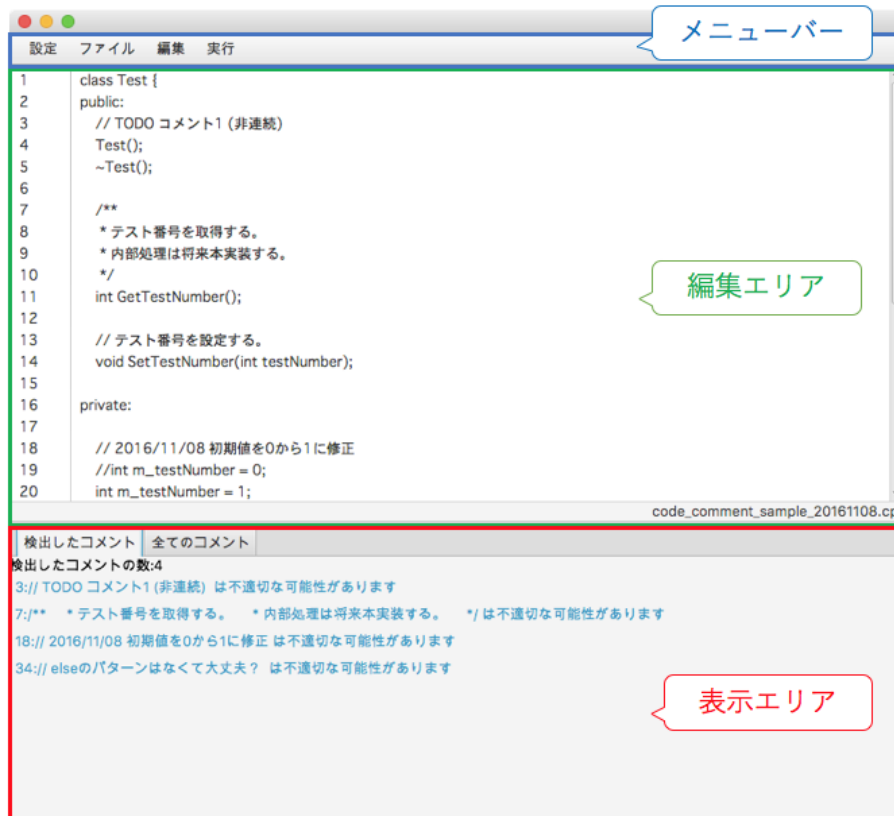 メニューバー
設定 ファイル 編集 実行
1 class Test {
2 public:
3 // TODO コメント1 (非連続)
4 Test();
5 ~Test();
6
7 /**
8 * テスト番号を取得する。
9 * 内部処理は将来本実装する。
10 */
11 int GetTestNumber();
12
13 // テスト番号を設定する。
14 void SetTestNumber(int testNumber);
15
16 private:
17
18 // 2016/11/08 初期値を0から1に修正
19 //int m_testNumber = 0;
20 int m_testNumber = 1;
編集エリア
code_comment_sample_20161108.cp
検出したコメント 全てのコメント
検出したコメントの数:4
3:// TODO コメント1 (非連続) は不適切な可能性があります
7:/** * テスト番号を取得する。 * 内部処理は将来本実装する。 */ は不適切な可能性があります
18:// 2016/11/08 初期値を0から1に修正 は不適切な可能性があります
34:// elseのパターンはなくて大丈夫？ は不適切な可能性があります
表示エリア